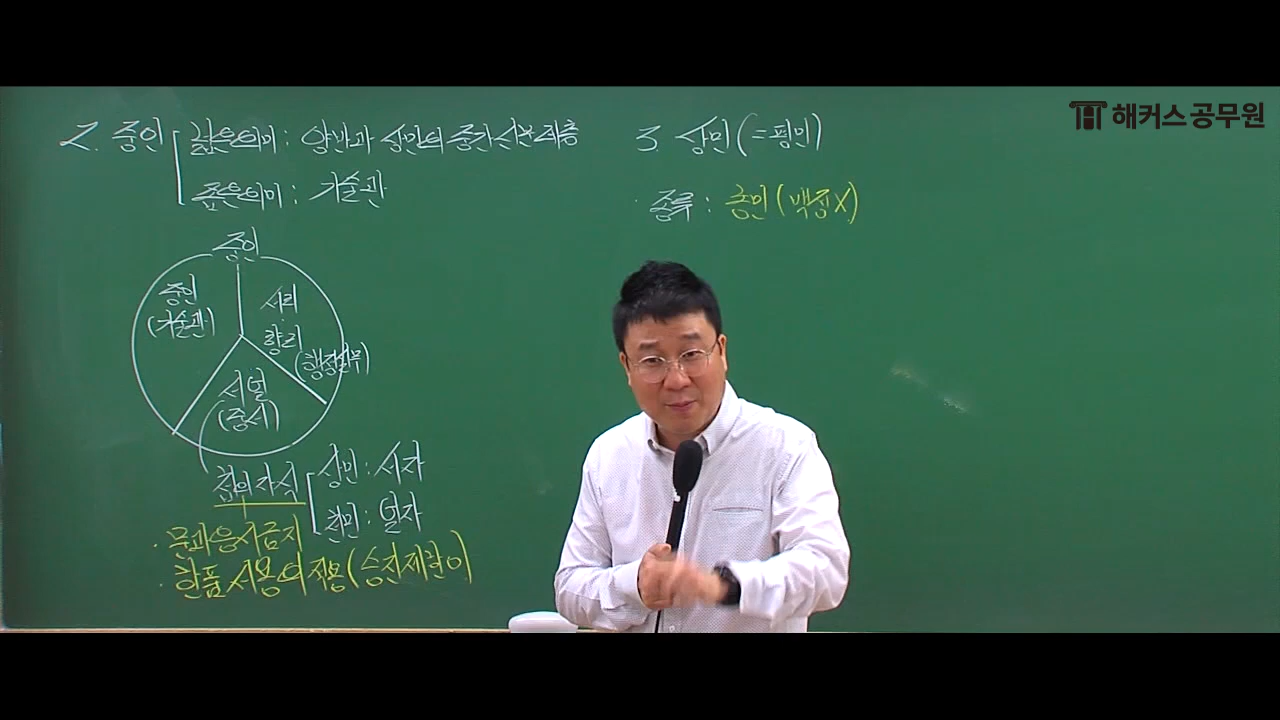 해커스공무원
2. 중인
넓은의미 : 양반과 상민의 중간 신분계층
좁은의미 : 기술관
중인
중인
(기술관)
서리
향리
(행정실무)
서얼
(중서)
첩의 자식
상민 : 서자
천민 : 얼자
· 문과응시금지
· 한품서용의 적용(승진제한이
3 상민(=평민)
· 종류 : 농민(백정X)